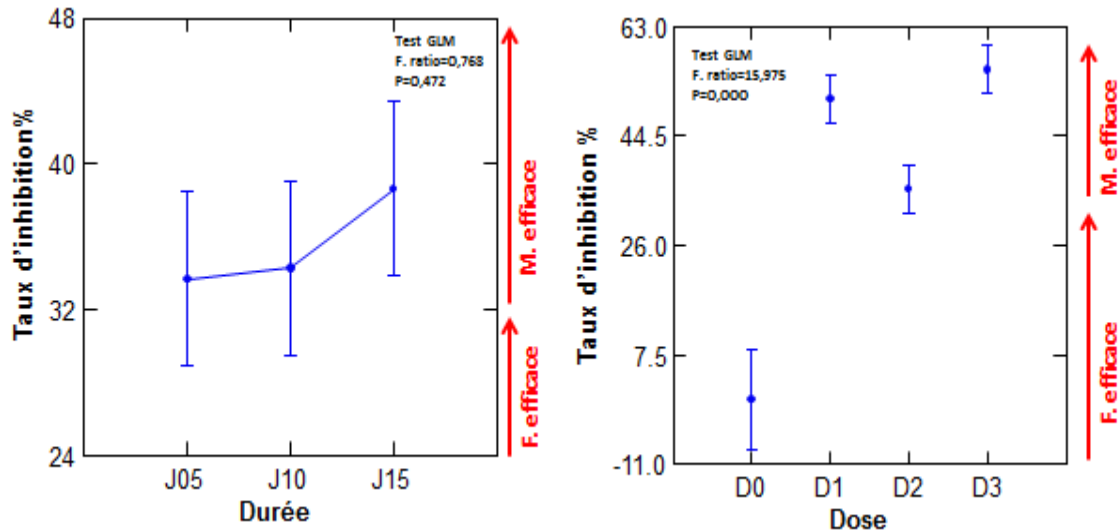 48
40
32
24
Taux d'inhibition%
Test GLM
F. ratio=0,768
P=0,472
J05 J10 J15
Durée
M. efficace
F. efficace
63.0
44.5
26.0
7.5
-11.0
Taux d'inhibition %
Test GLM
F. ratio=15,975
P=0,000
D0 D1 D2 D3
Dose
M. efficace
F. efficace